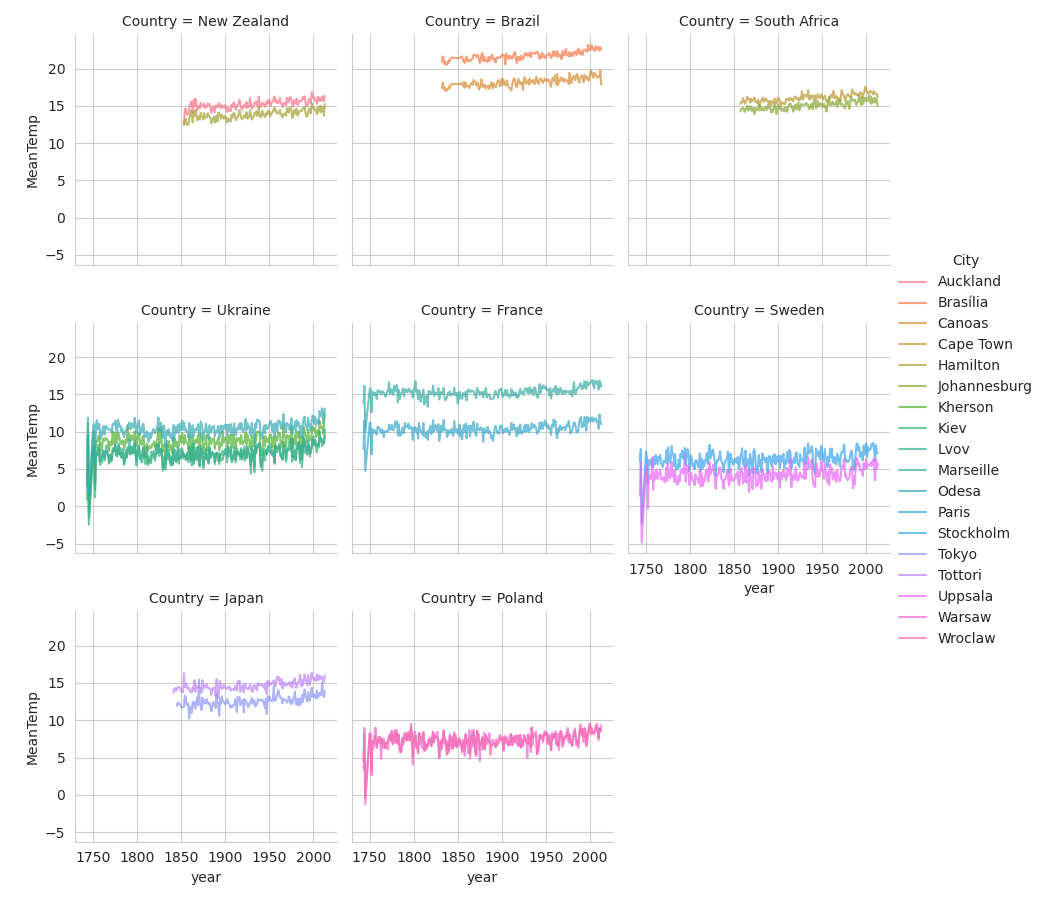 Country = New Zealand
Country = Brazil
Country = South Africa
20
15
10
5
0
−5
MeanTemp
Country = Ukraine
Country = France
Country = Sweden
20
15
10
5
0
−5
MeanTemp
1750 1800 1850 1900 1950 2000
year
Country = Japan
Country = Poland
20
15
10
5
0
−5
MeanTemp
1750 1800 1850 1900 1950 2000
year
1750 1800 1850 1900 1950 2000
year
City
Auckland
Brasília
Canoas
Cape Town
Hamilton
Johannesburg
Kherson
Kiev
Lvov
Marseille
Odesa
Paris
Stockholm
Tokyo
Tottori
Uppsala
Warsaw
Wroclaw